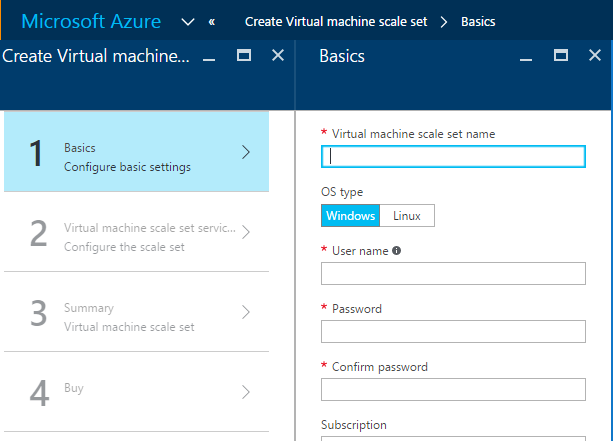 Microsoft Azure « Create Virtual machine scale set > Basics
Create Virtual machine...
1
Basics
Configure basic settings
2
Virtual machine scale set servic...
Configure the scale set
3
Summary
Virtual machine scale set
4
Buy
Basics
* Virtual machine scale set name
OS type
Windows Linux
* User name
* Password
* Confirm password
Subscription